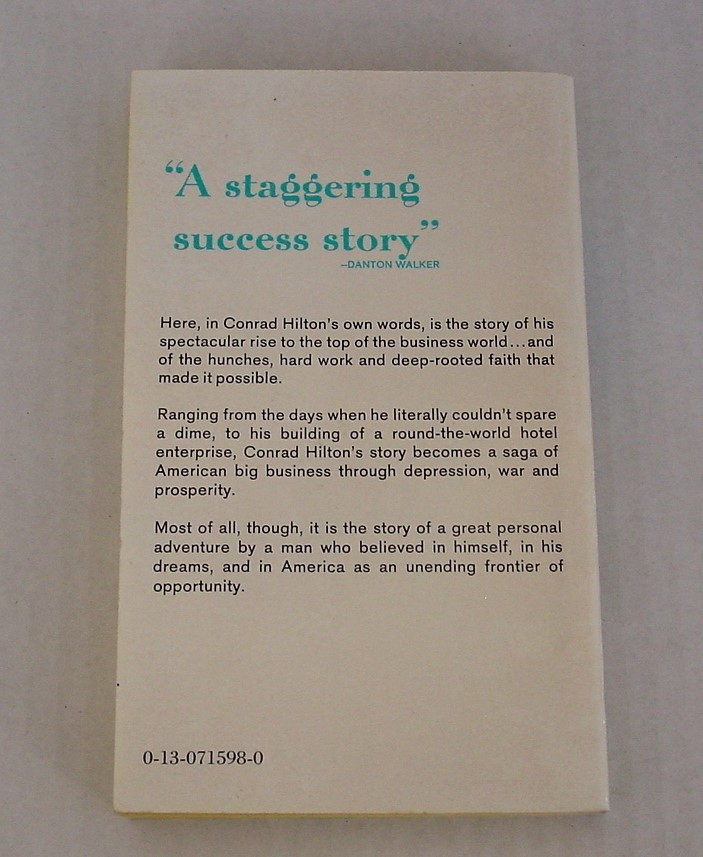 “A staggering
success story”
–DANTON WALKER
Here, in Conrad Hilton's own words, is the story of his
spectacular rise to the top of the business world...and
of the hunches, hard work and deep-rooted faith that
made it possible.
Ranging from the days when he literally couldn't spare
a dime, to his building of a round-the-world hotel
enterprise, Conrad Hilton's story becomes a saga of
American big business through depression, war and
prosperity.
Most of all, though, it is the story of a great personal
adventure by a man who believed in himself, in his
dreams, and in America as an unending frontier of
opportunity.
0-13-071598-0